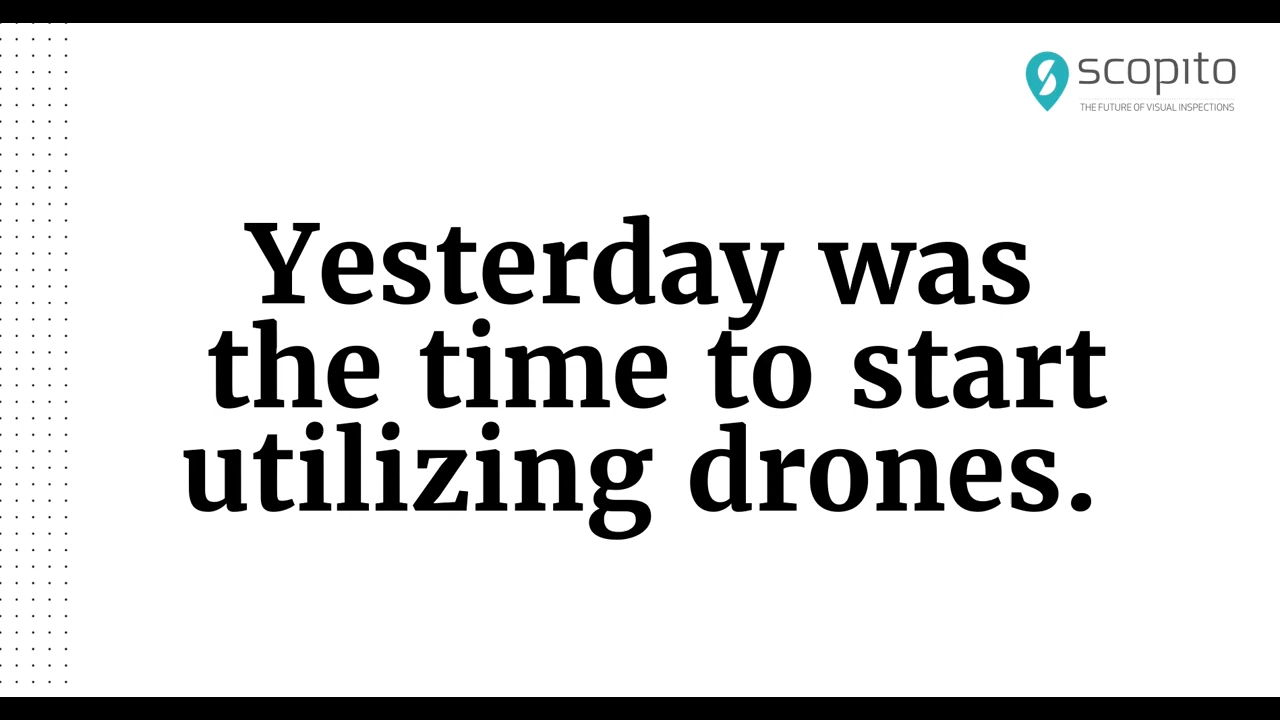 scopito
THE FUTURE OF VISUAL INSPECTIONS
Yesterday was
the time to start
utilizing drones.